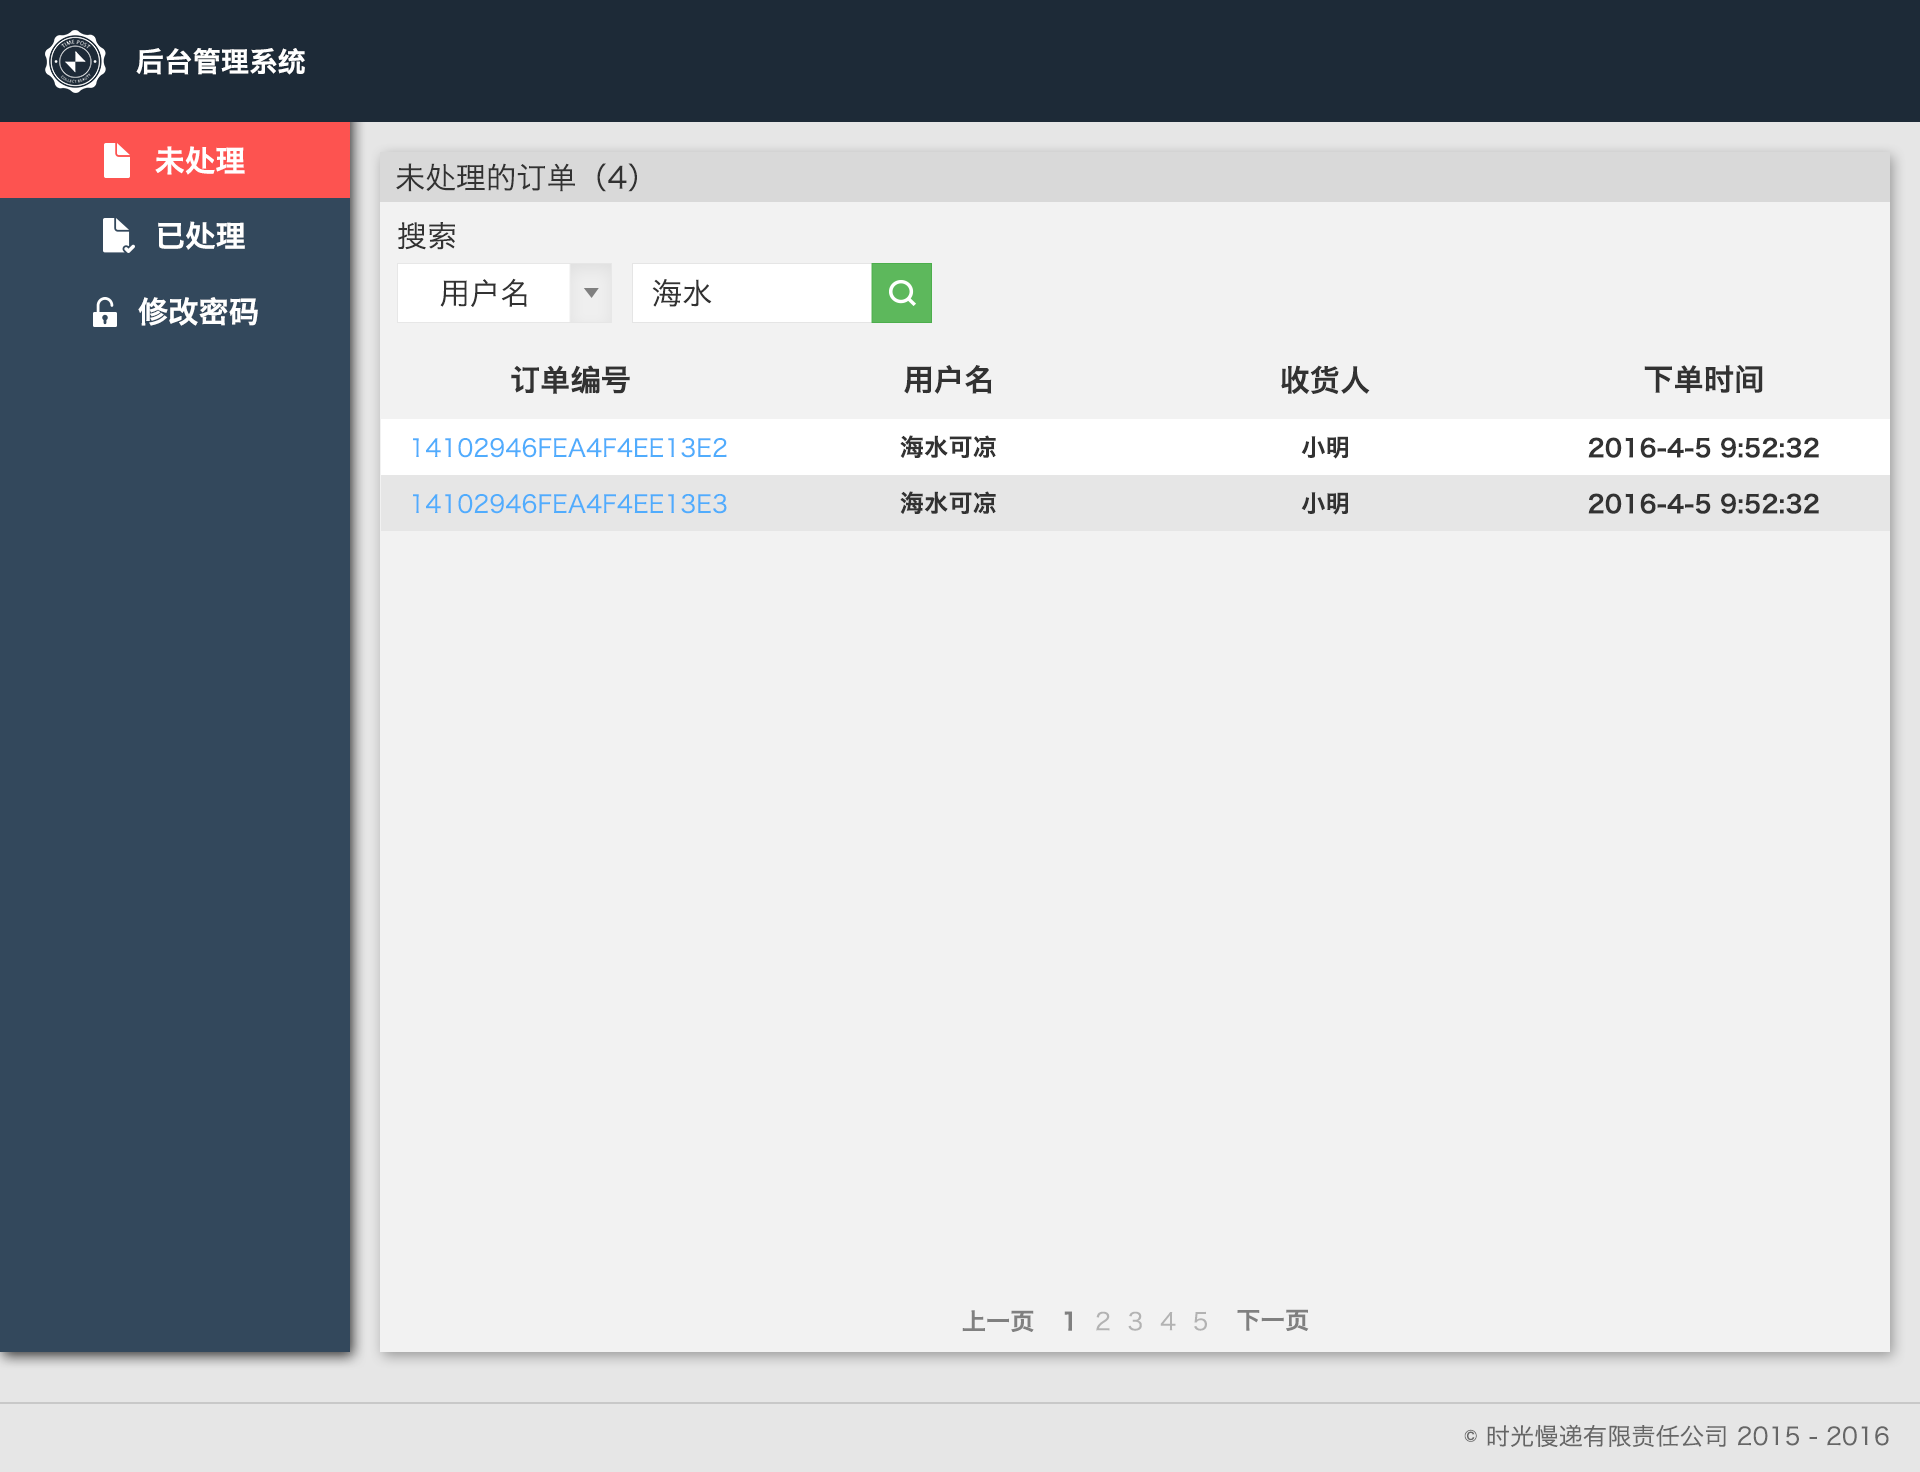 TIME POST
后台管理系统
未处理
已处理
修改密码
未处理的订单（4）
搜索
用户名
海水
订单编号 用户名 收货人 下单时间
14102946FEA4F4EE13E2 海水可凉 小明 2016-4-5 9:52:32
14102946FEA4F4EE13E3 海水可凉 小明 2016-4-5 9:52:32
上一页 1 2 3 4 5 下一页
© 时光慢递有限责任公司 2015 - 2016